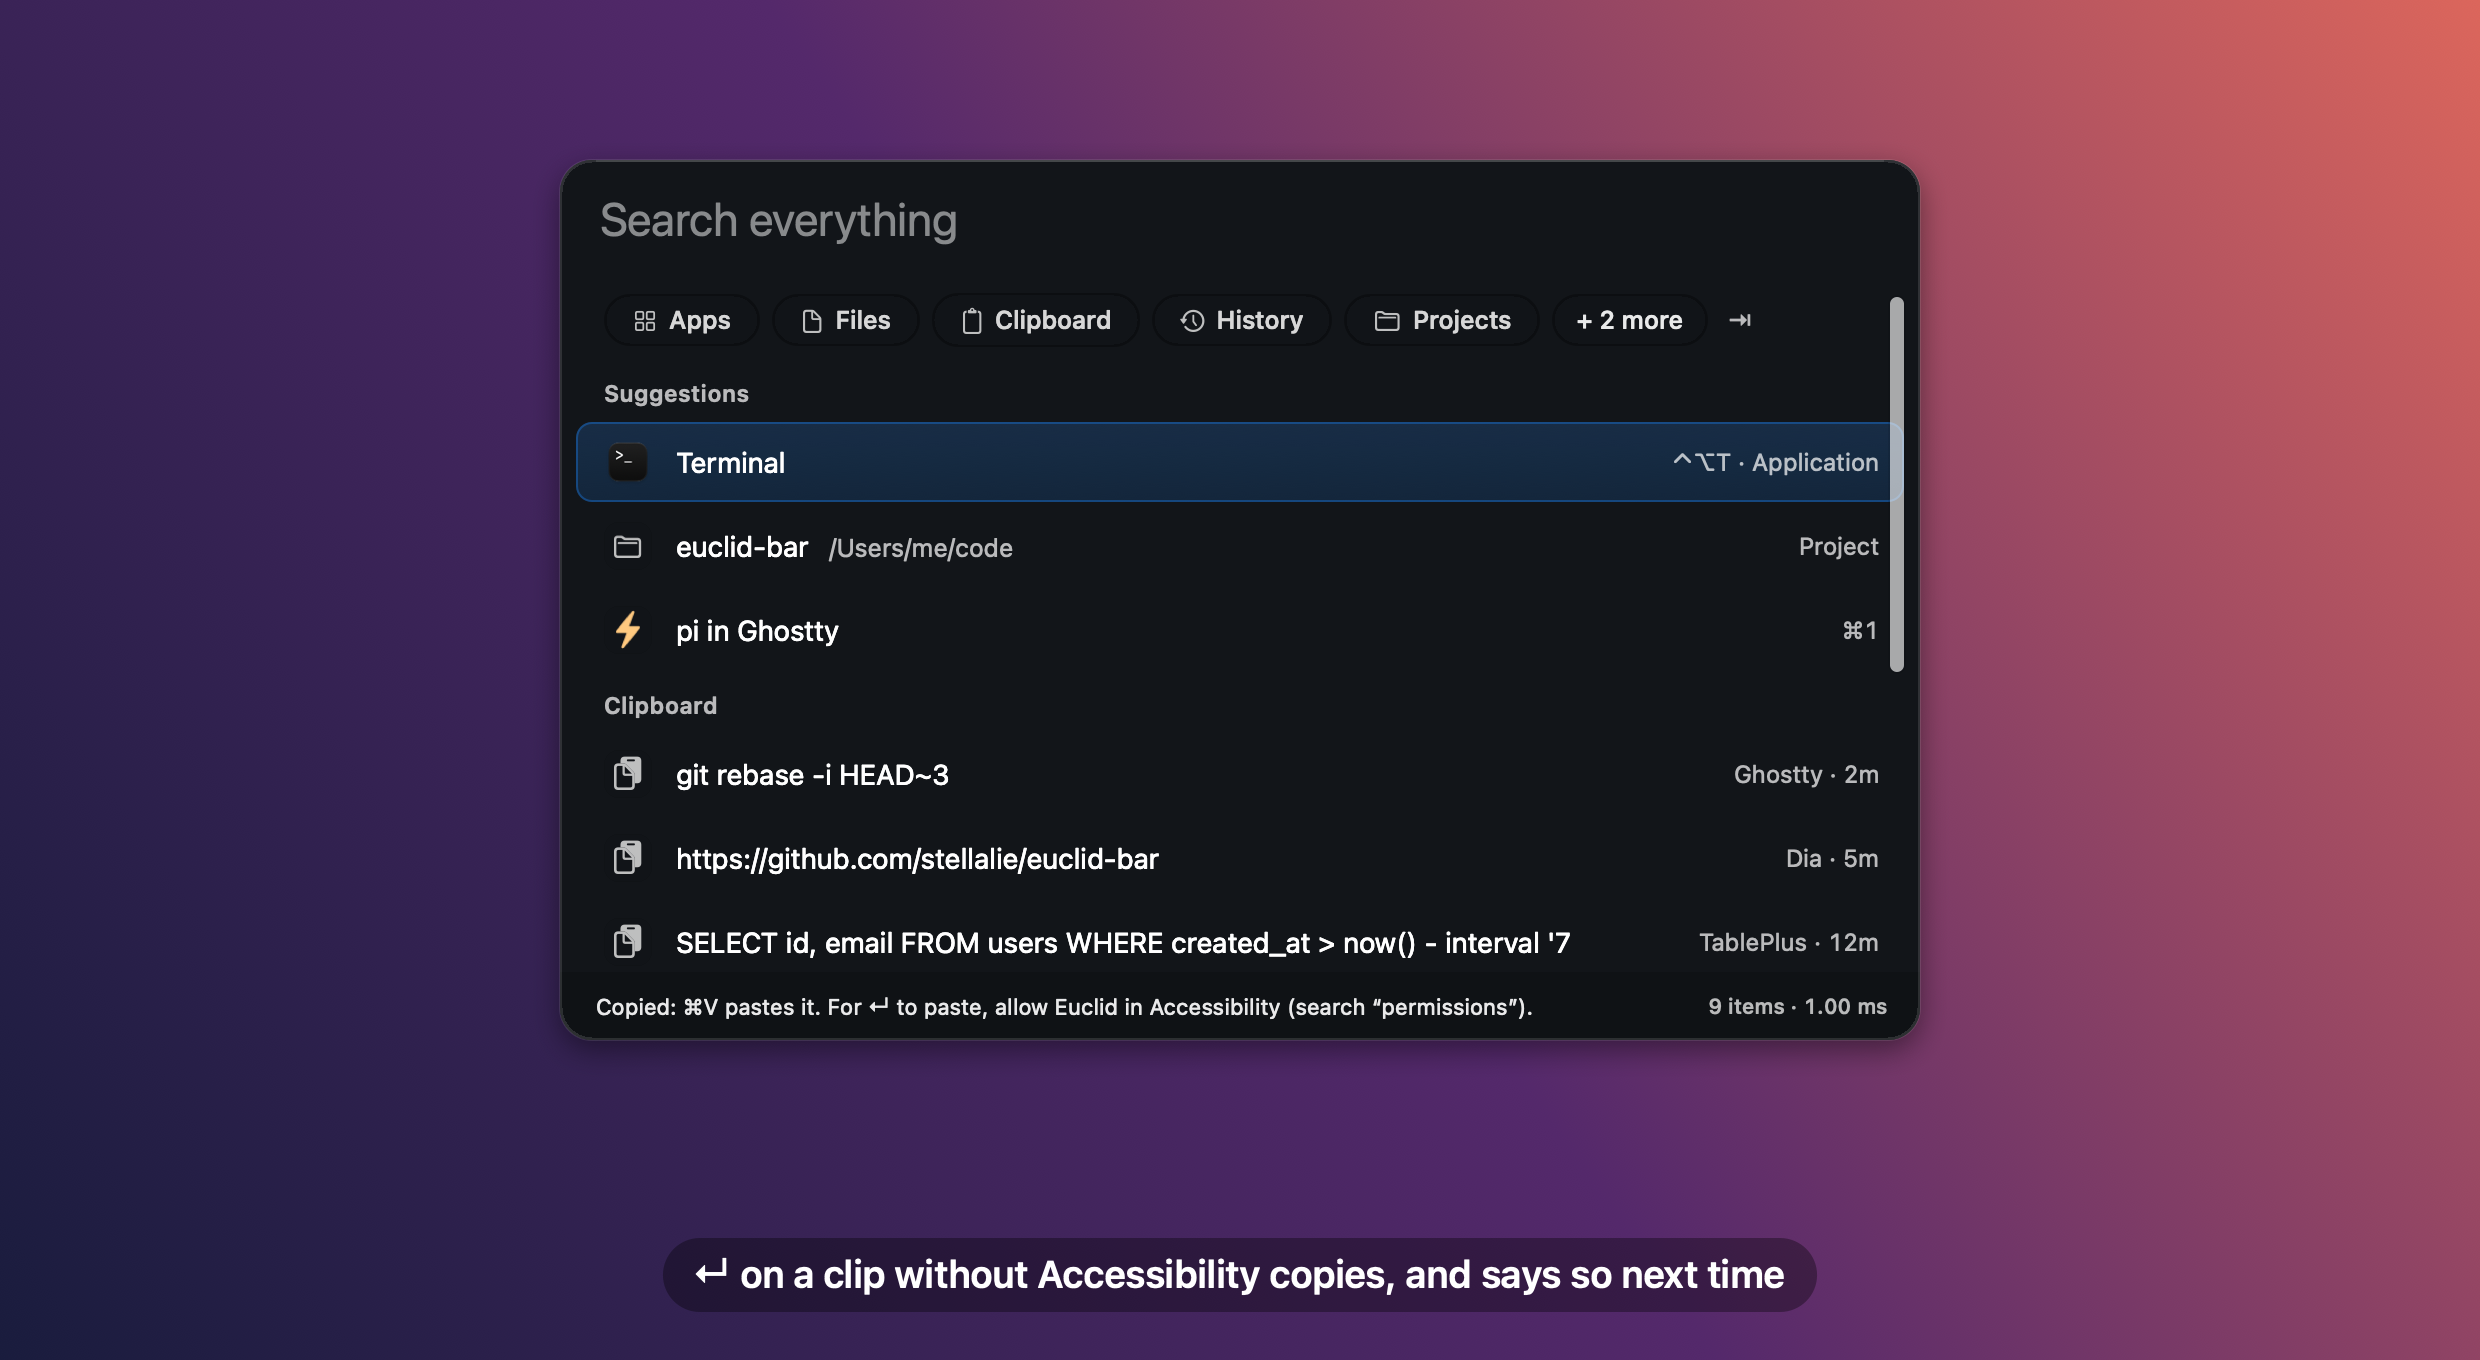 Search everything
Apps Files Clipboard History Projects + 2 more ⇥
Suggestions
>_ Terminal ^⌥T · Application
euclid-bar /Users/me/code Project
pi in Ghostty ⌘1
Clipboard
git rebase -i HEAD~3 Ghostty · 2m
https://github.com/stellalie/euclid-bar Dia · 5m
SELECT id, email FROM users WHERE created_at > now() - interval '7 TablePlus · 12m
Copied: ⌘V pastes it. For ↵ to paste, allow Euclid in Accessibility (search “permissions”). 9 items · 1.00 ms
↵ on a clip without Accessibility copies, and says so next time